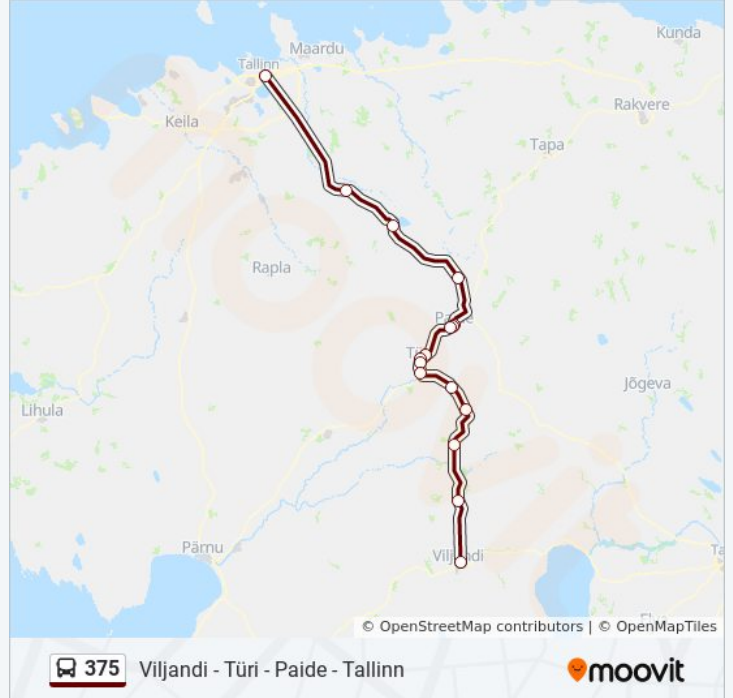 Kunda
Maardu
Tallinn
Rakvere
Keila
Tapa
Rapla
Paide
Türi
Jõgeva
Lihula
Pärnu
Viljandi
© OpenStreetMap contributors | © OpenMapTiles
375 Viljandi - Türi - Paide - Tallinn
moovit